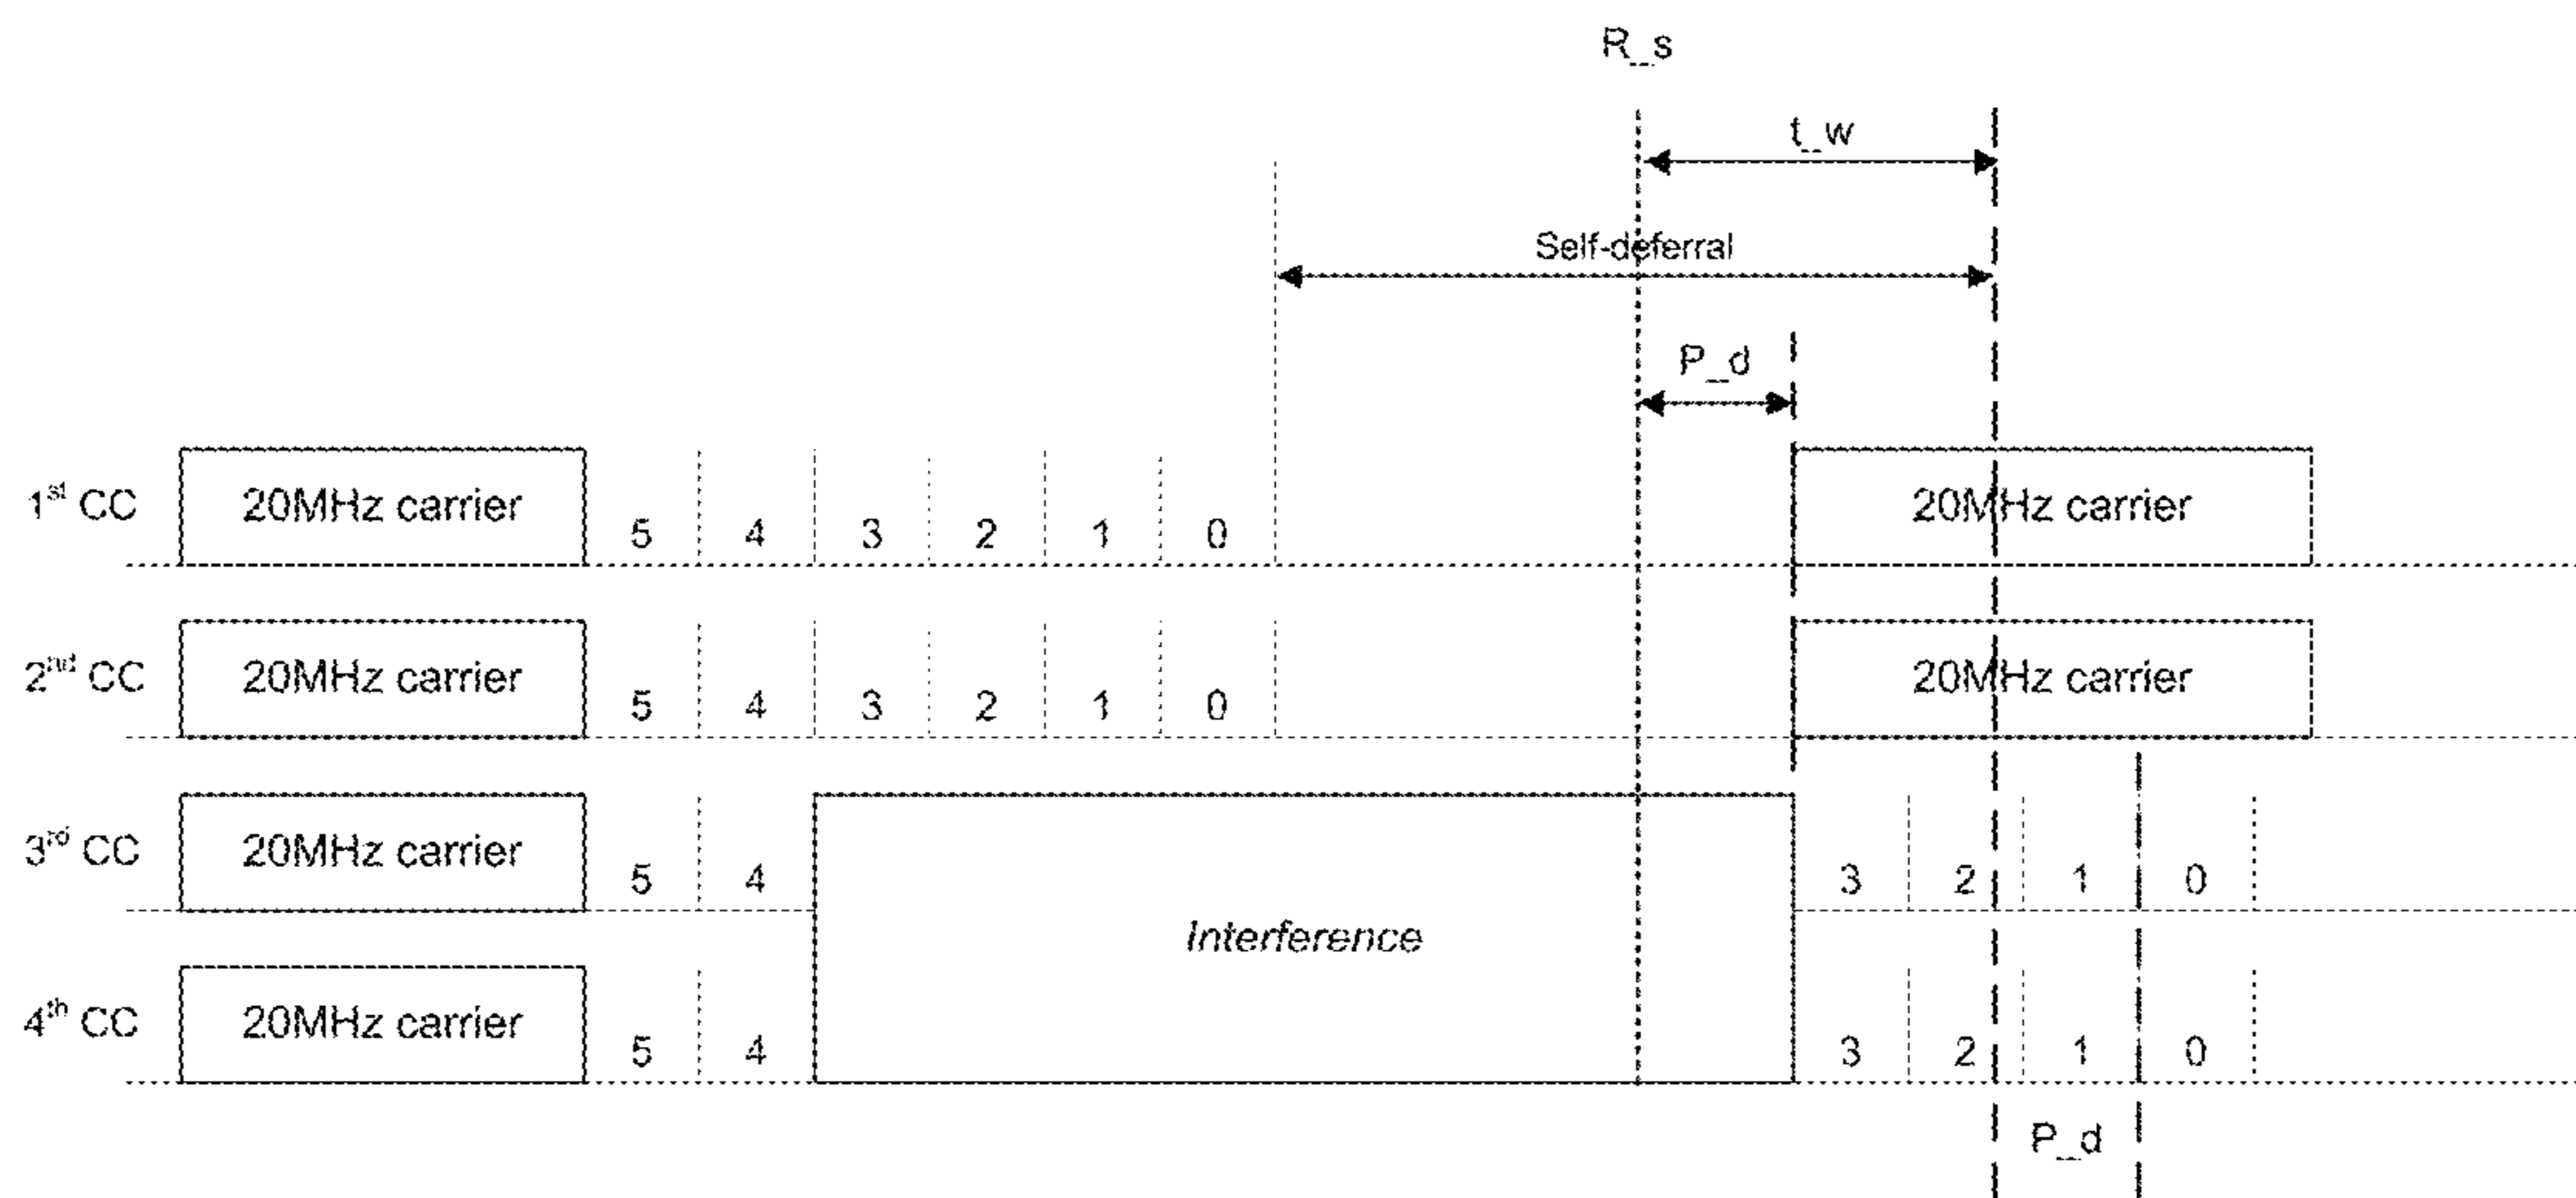 R_s
t_w
Self-deferral
P_d
1st CC 20MHz carrier 5 4 3 2 1 0 20MHz carrier
2nd CC 20MHz carrier 5 4 3 2 1 0 20MHz carrier
3rd CC 20MHz carrier 5 4 3 2 1 0
Interference
4th CC 20MHz carrier 5 4 3 2 1 0
P_d